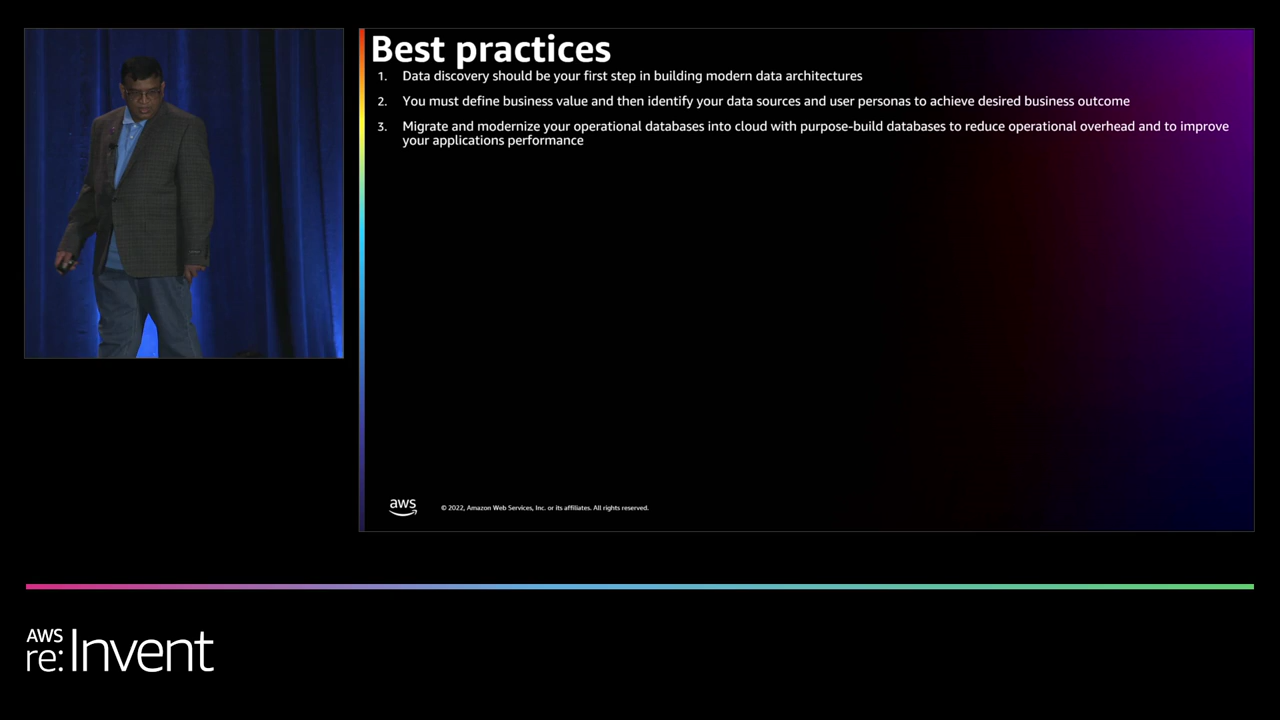 Best practices
1. Data discovery should be your first step in building modern data architectures
2. You must define business value and then identify your data sources and user personas to achieve desired business outcome
3. Migrate and modernize your operational databases into cloud with purpose-build databases to reduce operational overhead and to improve
your applications performance
aws
© 2022, Amazon Web Services, Inc. or its affiliates. All rights reserved.
AWS
re:Invent